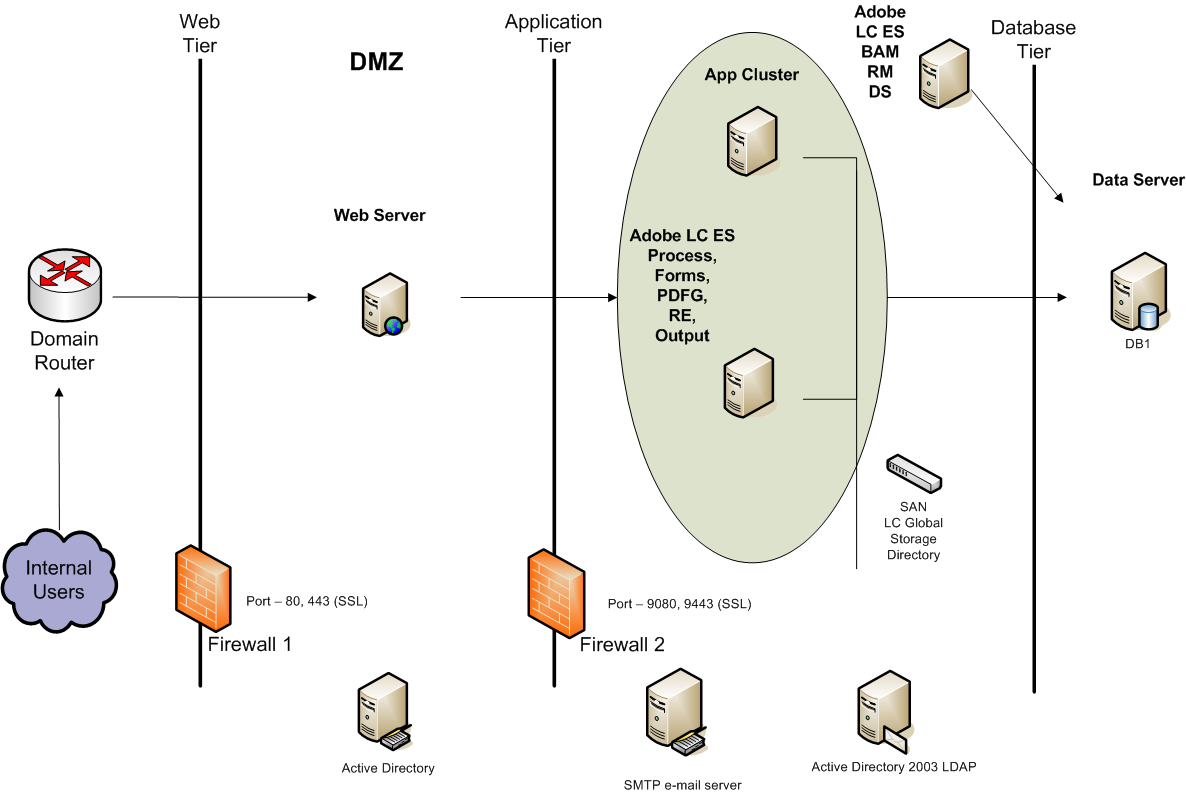 Web
Tier
DMZ
Application
Tier
App Cluster
Adobe
LC ES
BAM
RM
DS
Database
Tier
Data Server
Web Server
Adobe LC ES
Process,
Forms,
PDFG,
RE,
Output
Domain
Router
DB1
SAN
LC Global
Storage
Directory
Internal
Users
Port – 80, 443 (SSL)
Firewall 1
Port – 9080, 9443 (SSL)
Firewall 2
Active Directory
SMTP e-mail server
Active Directory 2003 LDAP